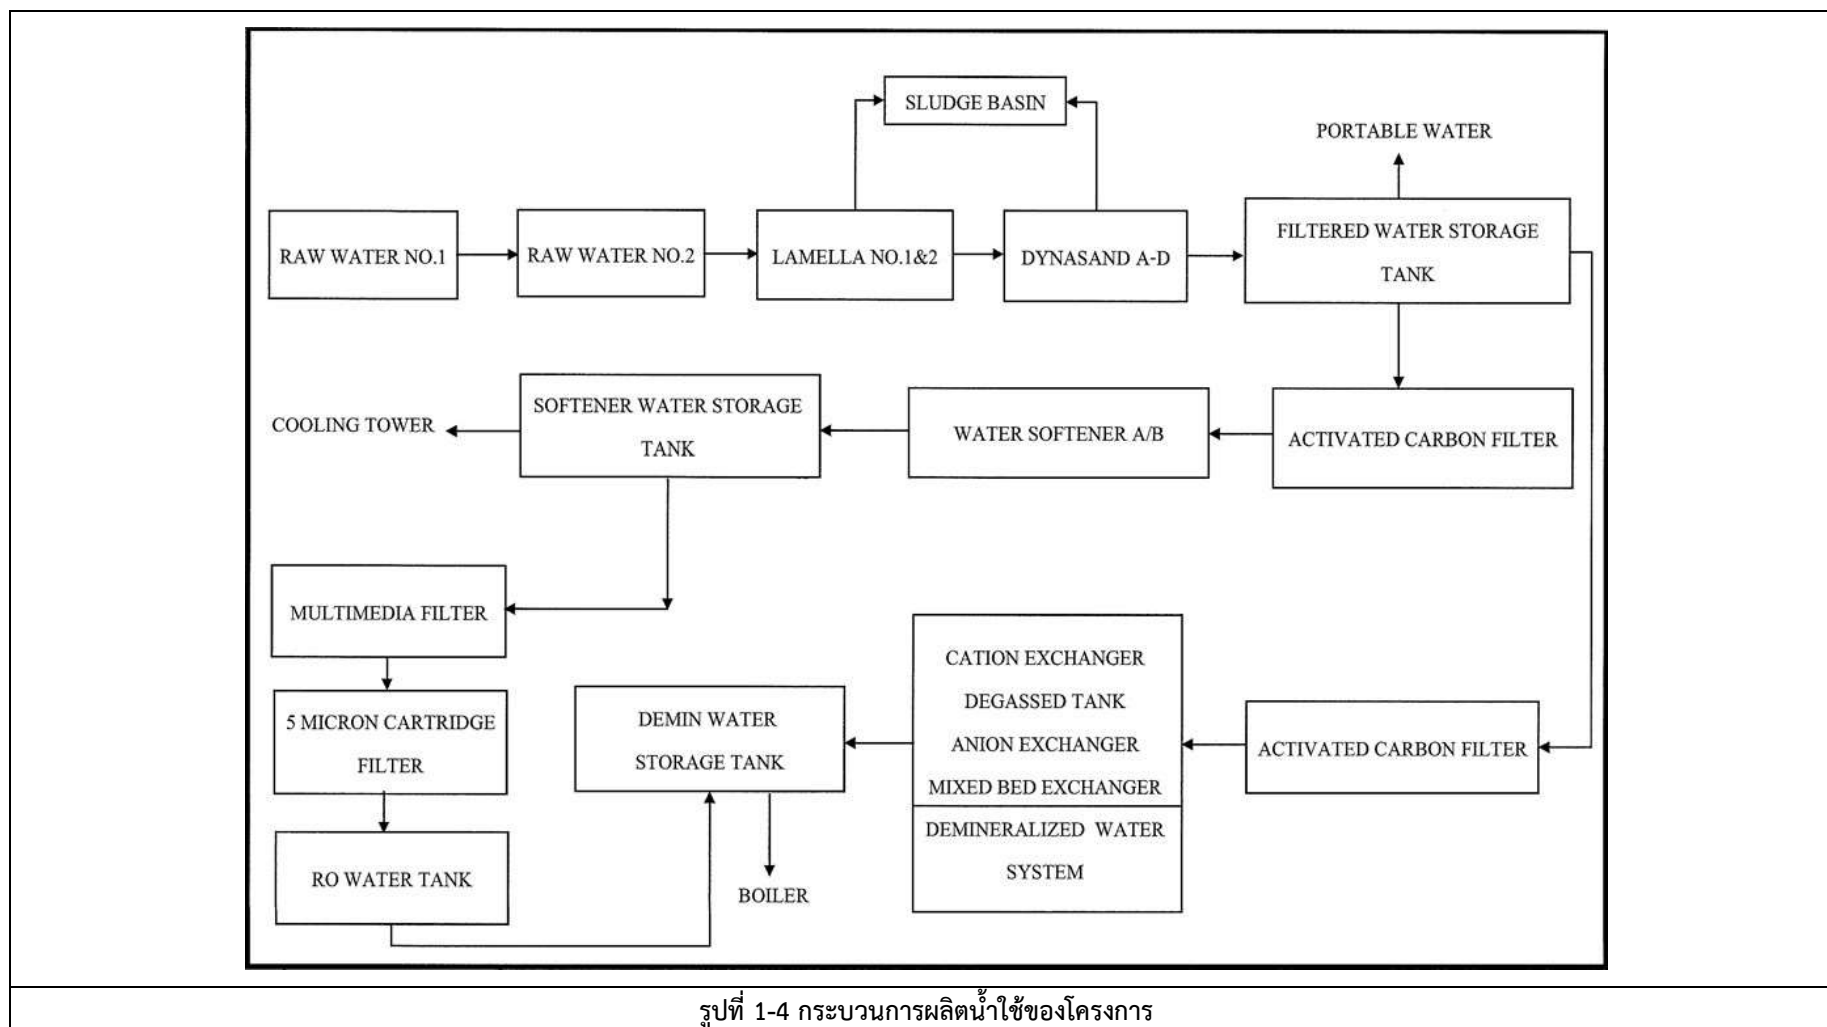 SLUDGE BASIN
PORTABLE WATER
RAW WATER NO.1
RAW WATER NO.2
LAMELLA NO.1&2
DYNASAND A-D
FILTERED WATER STORAGE
TANK
COOLING TOWER
SOFTENER WATER STORAGE
TANK
WATER SOFTENER A/B
ACTIVATED CARBON FILTER
MULTIMEDIA FILTER
5 MICRON CARTRIDGE
FILTER
RO WATER TANK
DEMIN WATER
STORAGE TANK
BOILER
CATION EXCHANGER
DEGASSED TANK
ANION EXCHANGER
MIXED BED EXCHANGER
DEMINERALIZED WATER
SYSTEM
ACTIVATED CARBON FILTER
รูปที่ 1-4 กระบวนการผลิตน้ำใช้ของโครงการ